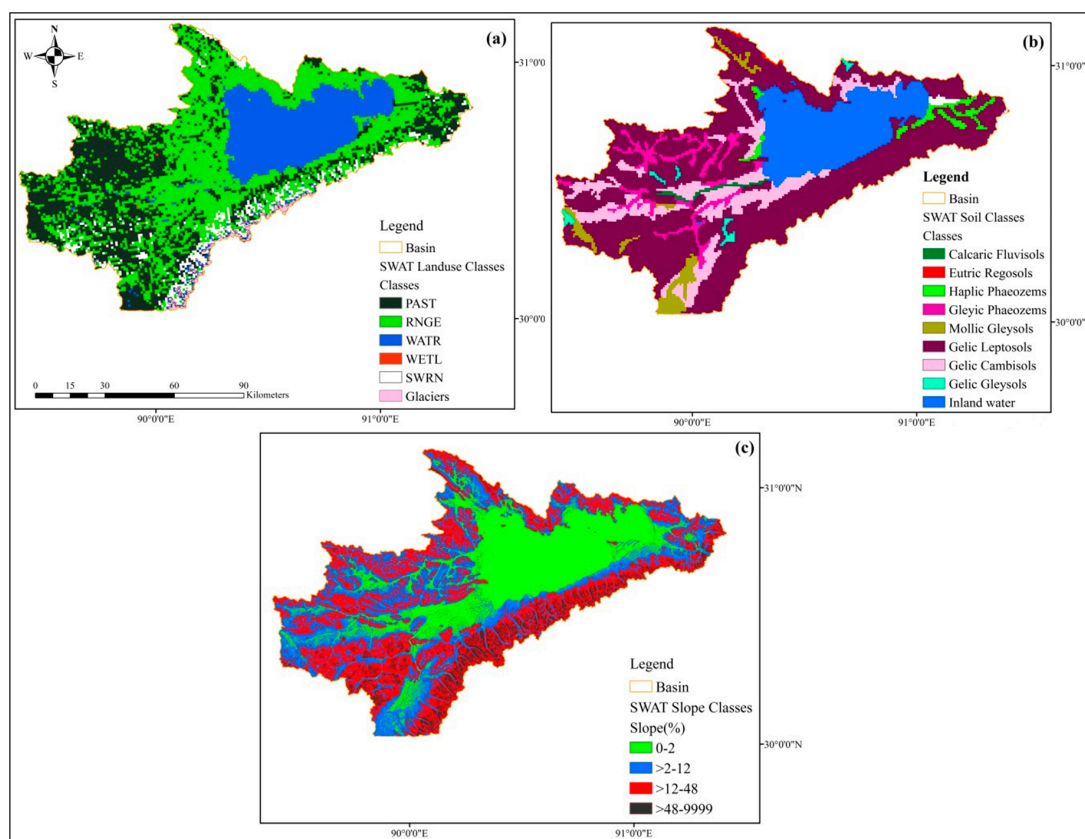 (a)
N
W E
S
31°0'0
30°0'0
Legend
Basin
SWAT Landuse Classes
Classes
PAST
RNGE
WATR
WETL
SWRN
Glaciers
0 15 30 60 90
Kilometers
90°0'0"E 91°0'0"E
(b)
31°0'0
30°0'0
Legend
Basin
SWAT Soil Classes
Classes
Calcaric Fluvisols
Eutric Regosols
Haplic Phaeozems
Gleyic Phaeozems
Mollic Gleysols
Gelic Leptosols
Gelic Cambisols
Gelic Gleysols
Inland water
90°0'0"E 91°0'0"E
(c)
31°0'0"N
30°0'0"N
Legend
Basin
SWAT Slope Classes
Slope(%)
0-2
>2-12
>12-48
>48-9999
90°0'0"E 91°0'0"E